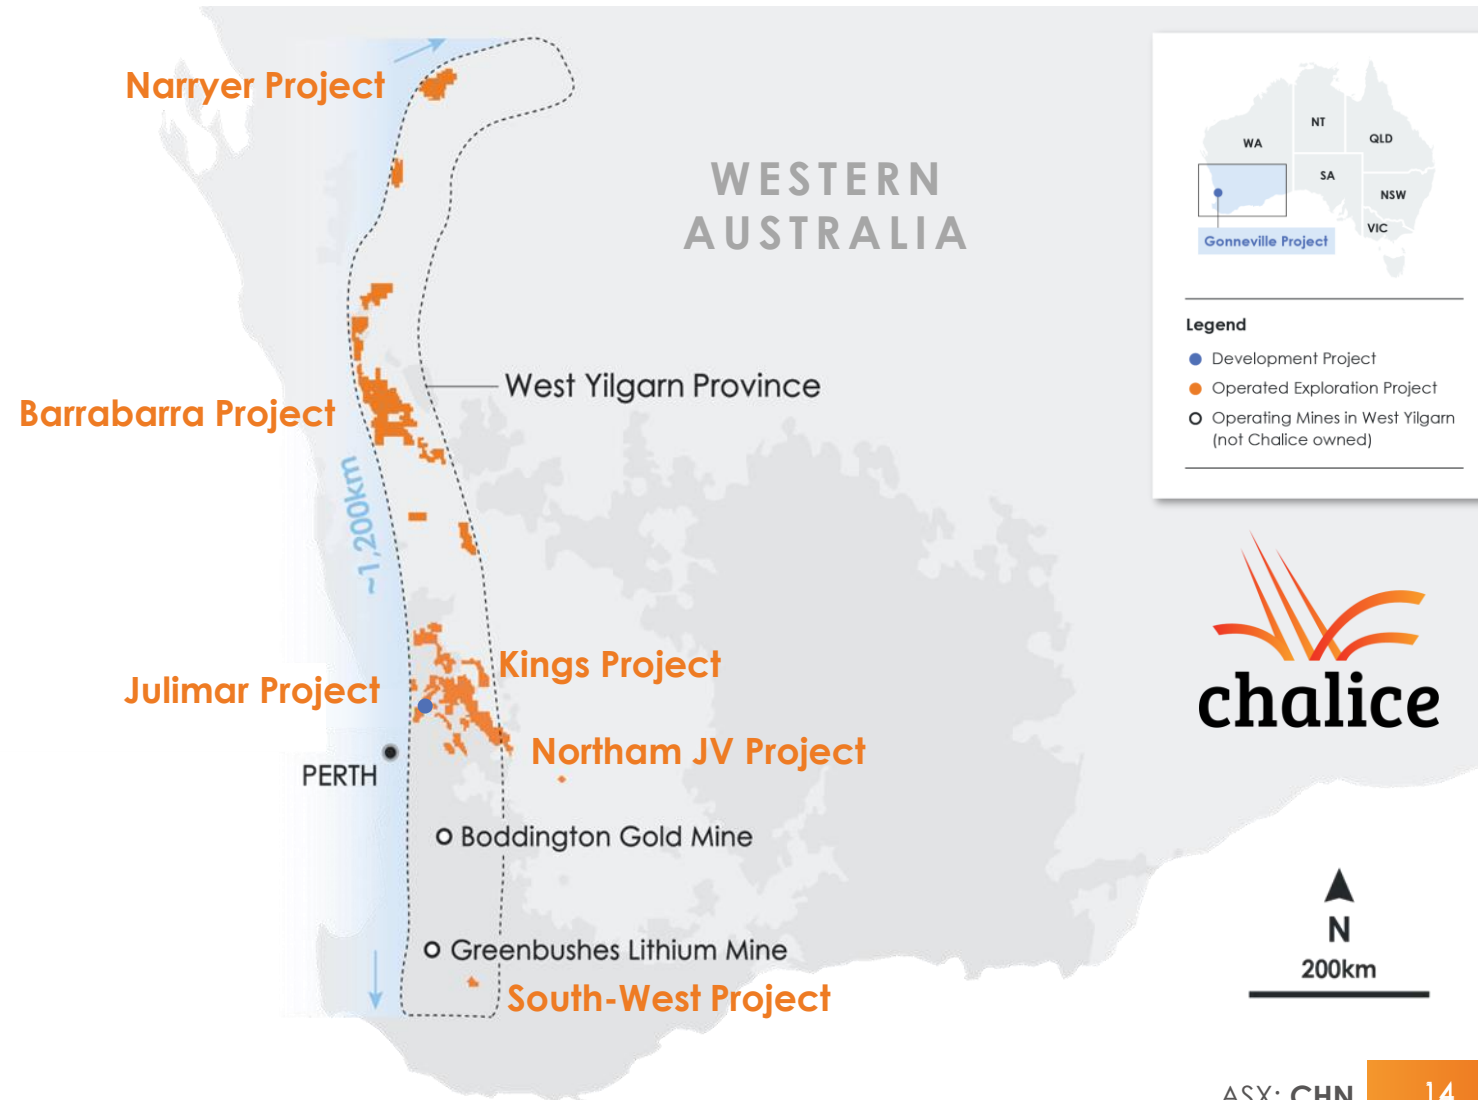 Narryer Project
WESTERN
AUSTRALIA
West Yilgarn Province
Barrabarra Project
~1,200km
Kings Project
Julimar Project
Northam JV Project
PERTH
Boddington Gold Mine
Greenbushes Lithium Mine
South-West Project
WA
NT
QLD
SA
NSW
VIC
Gonneville Project
Legend
Development Project
Operated Exploration Project
Operating Mines in West Yilgarn
(not Chalice owned)
chalice
N
200km
ASX: CHN
14